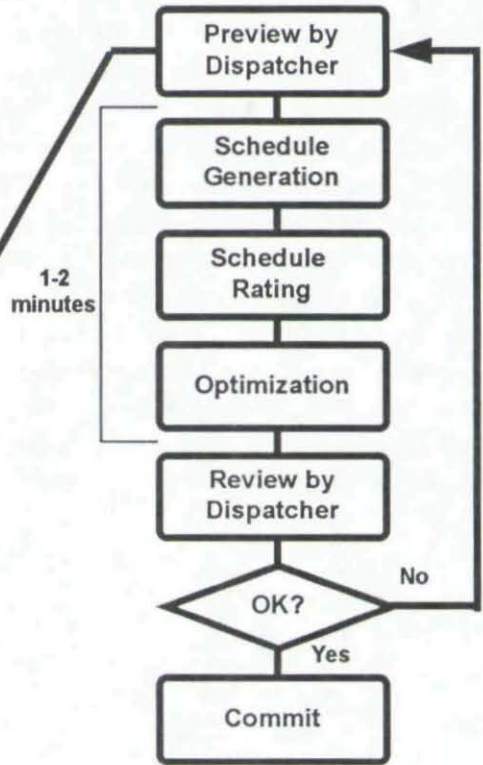 Preview by
Dispatcher
Schedule
Generation
Schedule
Rating
1-2
minutes
Optimization
Review by
Dispatcher
OK?
No
Yes
Commit